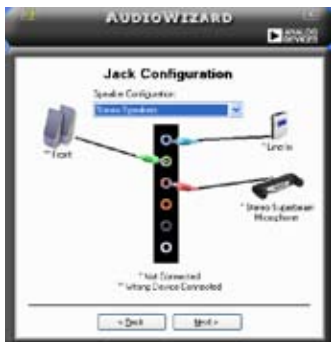 AUDIOWIZARD
ANALOG
DEVICES
Jack Configuration
Speaker Configuration:
Stereo Speakers
* Line In
** Front
* Stereo Superbeam
Microphone
* Not Connected
** Wrong Device Connected
< Back
Next >